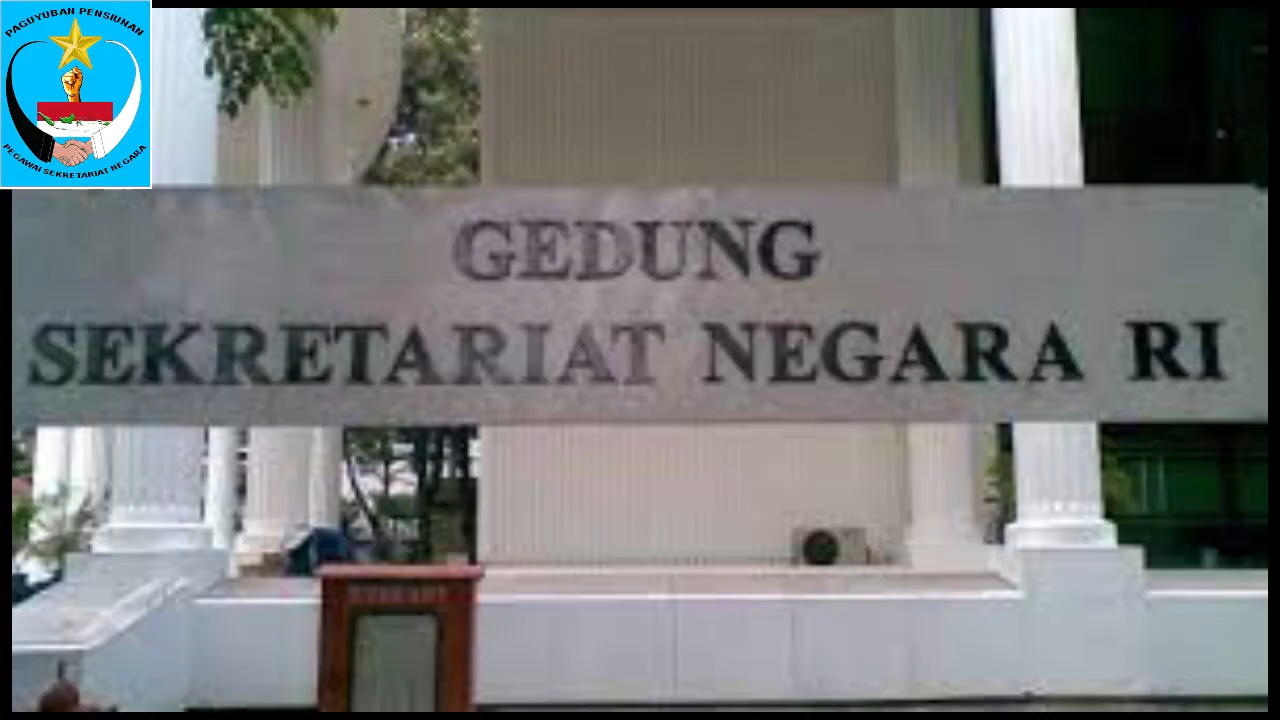 PAGUYUBAN PENSIUNAN
PEGAWAI SEKRETARIAT NEGARA
GEDUNG
SEKRETARIAT NEGARA RI